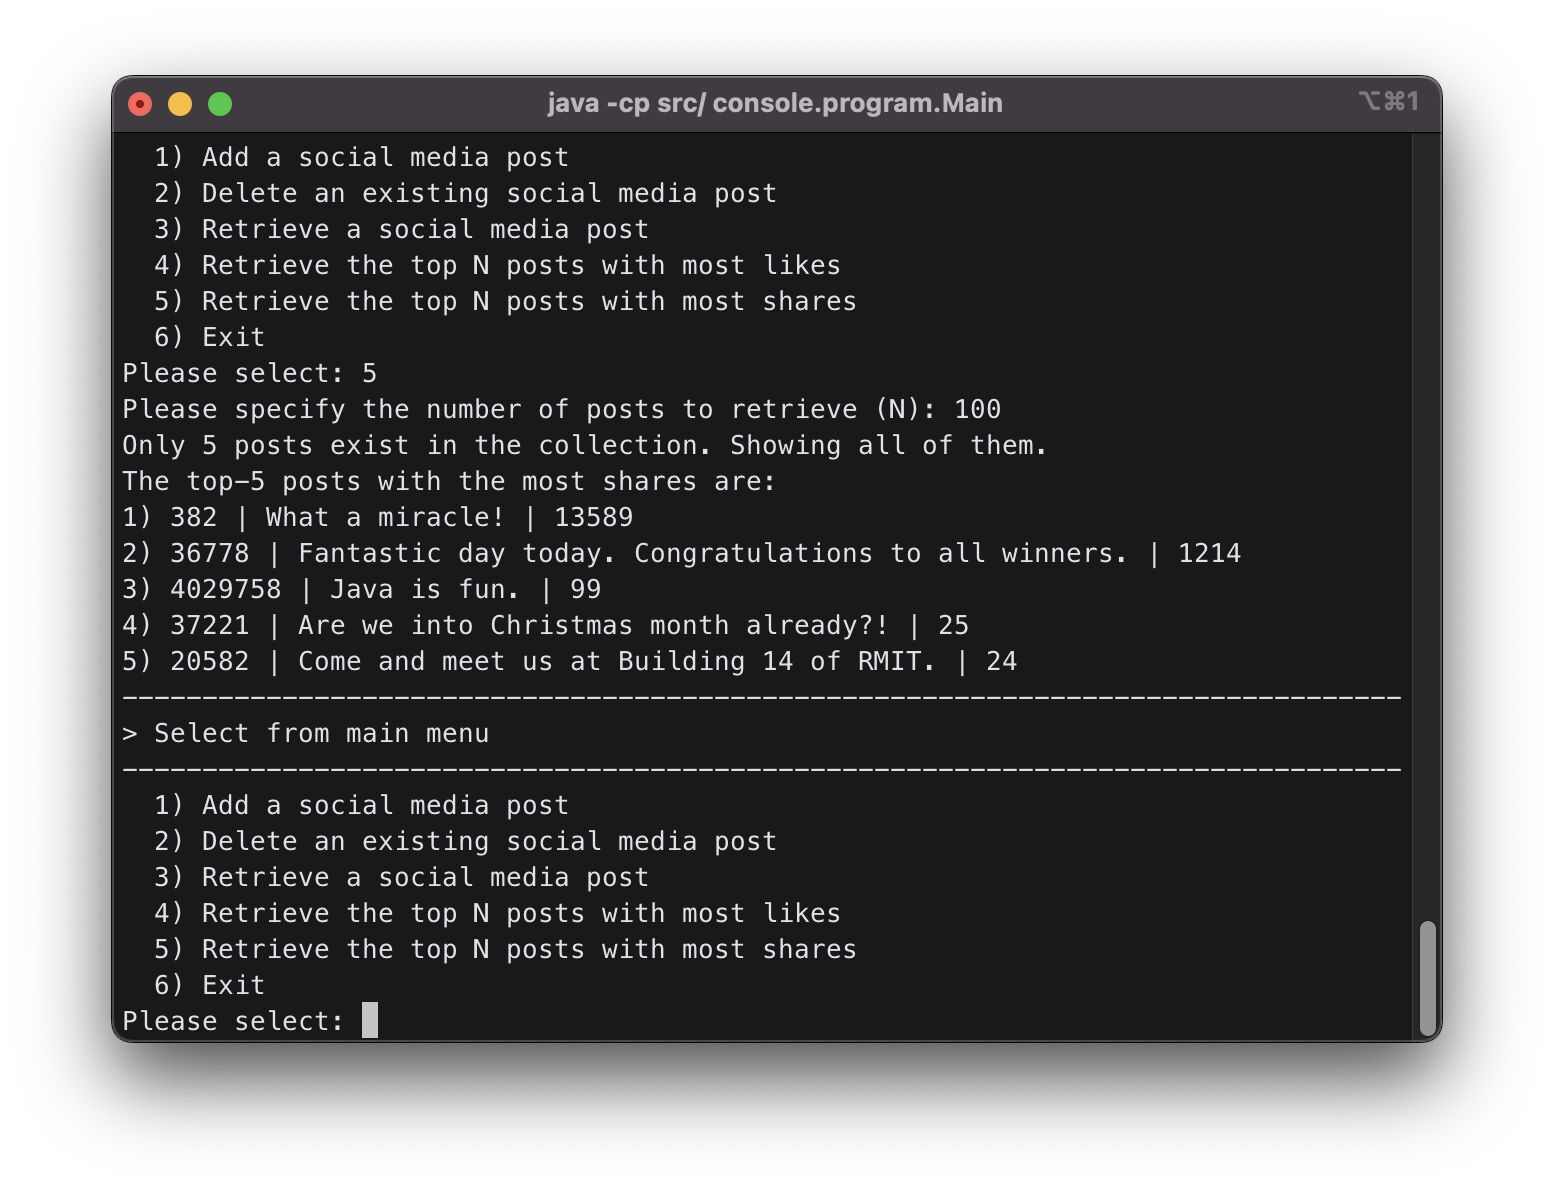 java -cp src/ console.program.Main ⌥⌘1
1) Add a social media post
2) Delete an existing social media post
3) Retrieve a social media post
4) Retrieve the top N posts with most likes
5) Retrieve the top N posts with most shares
6) Exit
Please select: 5
Please specify the number of posts to retrieve (N): 100
Only 5 posts exist in the collection. Showing all of them.
The top-5 posts with the most shares are:
1) 382 | What a miracle! | 13589
2) 36778 | Fantastic day today. Congratulations to all winners. | 1214
3) 4029758 | Java is fun. | 99
4) 37221 | Are we into Christmas month already?! | 25
5) 20582 | Come and meet us at Building 14 of RMIT. | 24
--------------------------------------------------------------------------------
> Select from main menu
--------------------------------------------------------------------------------
1) Add a social media post
2) Delete an existing social media post
3) Retrieve a social media post
4) Retrieve the top N posts with most likes
5) Retrieve the top N posts with most shares
6) Exit
Please select: